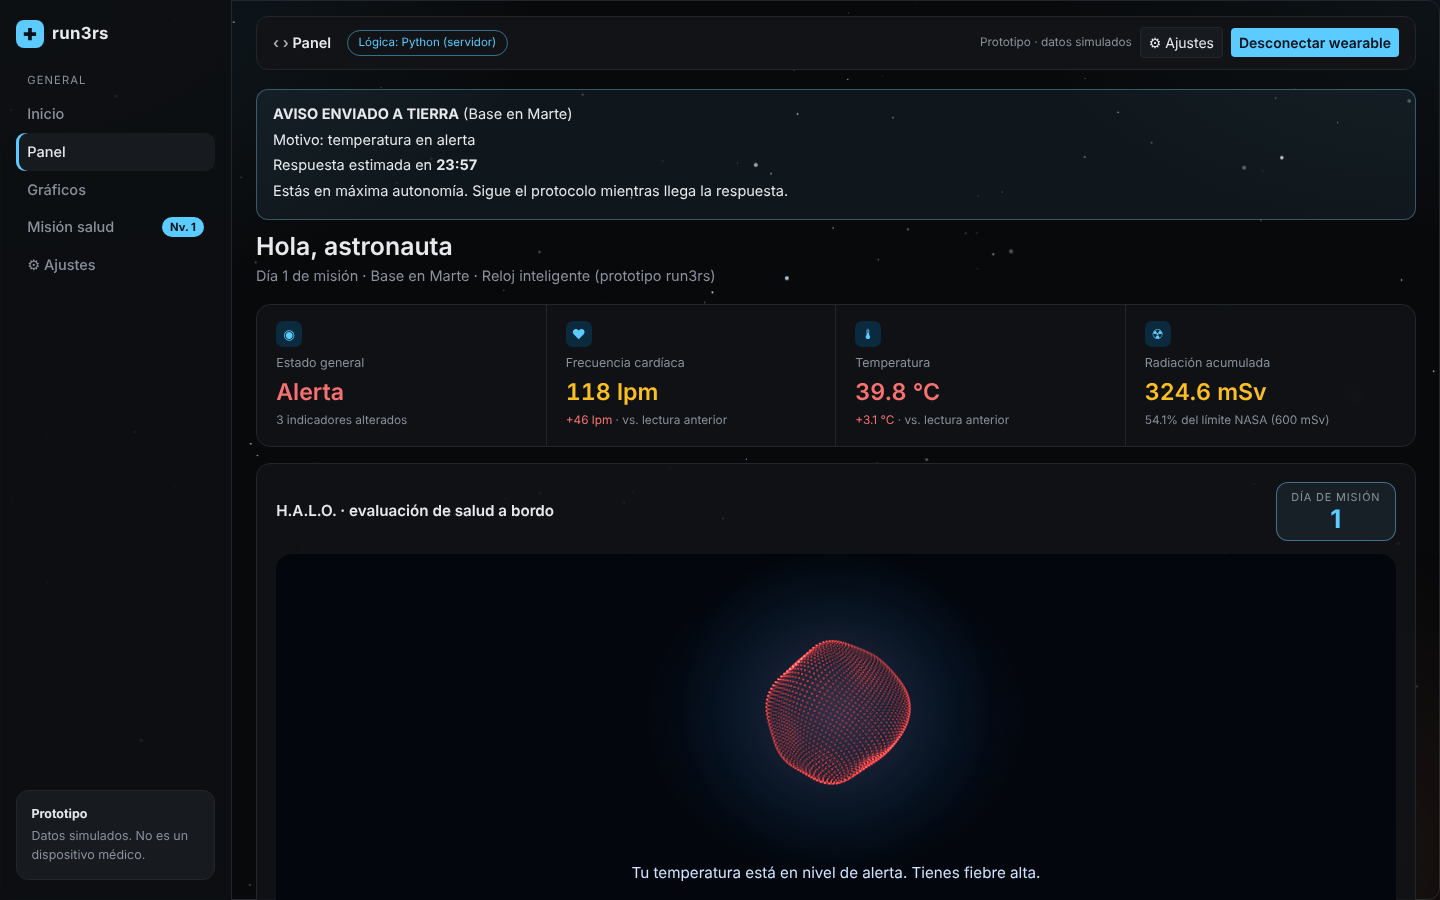 run3rs
GENERAL
Inicio
Panel
Gráficos
Misión salud
Nv. 1
⚙ Ajustes
Prototipo
Datos simulados. No es un
dispositivo médico.
‹ › Panel
Lógica: Python (servidor)
Prototipo · datos simulados
⚙ Ajustes
Desconectar wearable
AVISO ENVIADO A TIERRA (Base en Marte)
Motivo: temperatura en alerta
Respuesta estimada en 23:57
Estás en máxima autonomía. Sigue el protocolo mientras llega la respuesta.
Hola, astronauta
Día 1 de misión · Base en Marte · Reloj inteligente (prototipo run3rs)
Estado general
Alerta
3 indicadores alterados
Frecuencia cardíaca
118 lpm
+46 lpm · vs. lectura anterior
Temperatura
39.8 °C
+3.1 °C · vs. lectura anterior
Radiación acumulada
324.6 mSv
54.1% del límite NASA (600 mSv)
H.A.L.O. · evaluación de salud a bordo
DÍA DE MISIÓN
1
Tu temperatura está en nivel de alerta. Tienes fiebre alta.